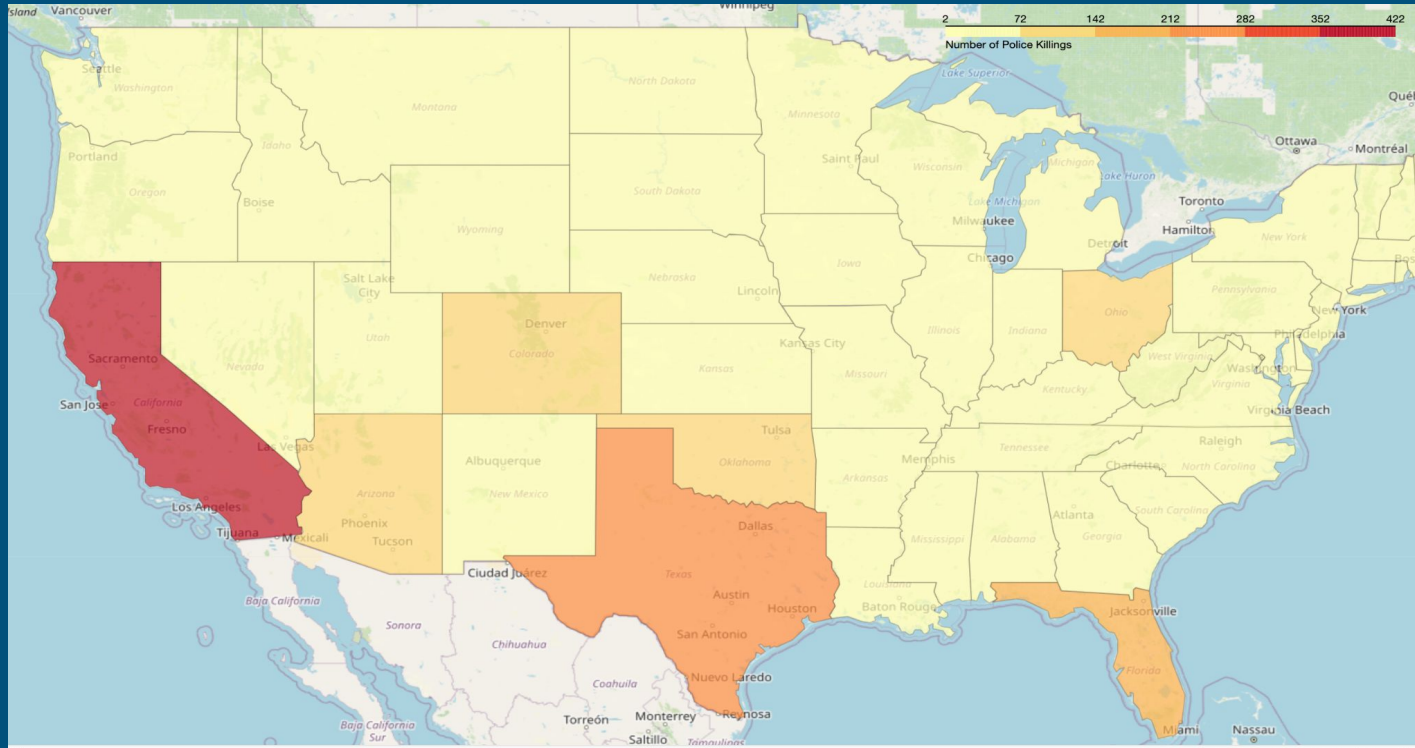 Island
Vancouver
Winnipeg
2 72 142 212 282 352 422
Number of Police Killings
Seattle
Washington
Montana
North Dakota
Minnesota
Lake Superior
Ottawa
Montréal
Portland
Oregon
Idaho
Boise
Wyoming
South Dakota
Saint Paul
Wisconsin
Michigan
Lake Huron
Toronto
Hamilton
Lake Michigan
Milwaukee
Detroit
New York
Chicago
Salt Lake
City
Nebraska
Lincoln
Iowa
Illinois
Indiana
Ohio
Pennsylvania
New York
Philadelphia
Sacramento
Nevada
Utah
Denver
Colorado
Kansas
Kansas City
Missouri
West Virginia
Washington
Virginia
Kentucky
San Jose
California
Fresno
Las Vegas
Virginia Beach
Albuquerque
Tulsa
Oklahoma
Memphis
Tennessee
Raleigh
Charlotte
North Carolina
Los Angeles
Arizona
Phoenix
New Mexico
Arkansas
Atlanta
South Carolina
Tijuana
Mexicali
Tucson
Dallas
Mississippi
Alabama
Georgia
Ciudad Juárez
Texas
Louisiana
Baja California
Sonora
Austin
Houston
Baton Rouge
Jacksonville
Chihuahua
San Antonio
Florida
Coahuila
Nuevo Laredo
Baja California
Sur
Torreón
Monterrey
Reynosa
Saltillo
Tamaulipas
Miami
Nassau